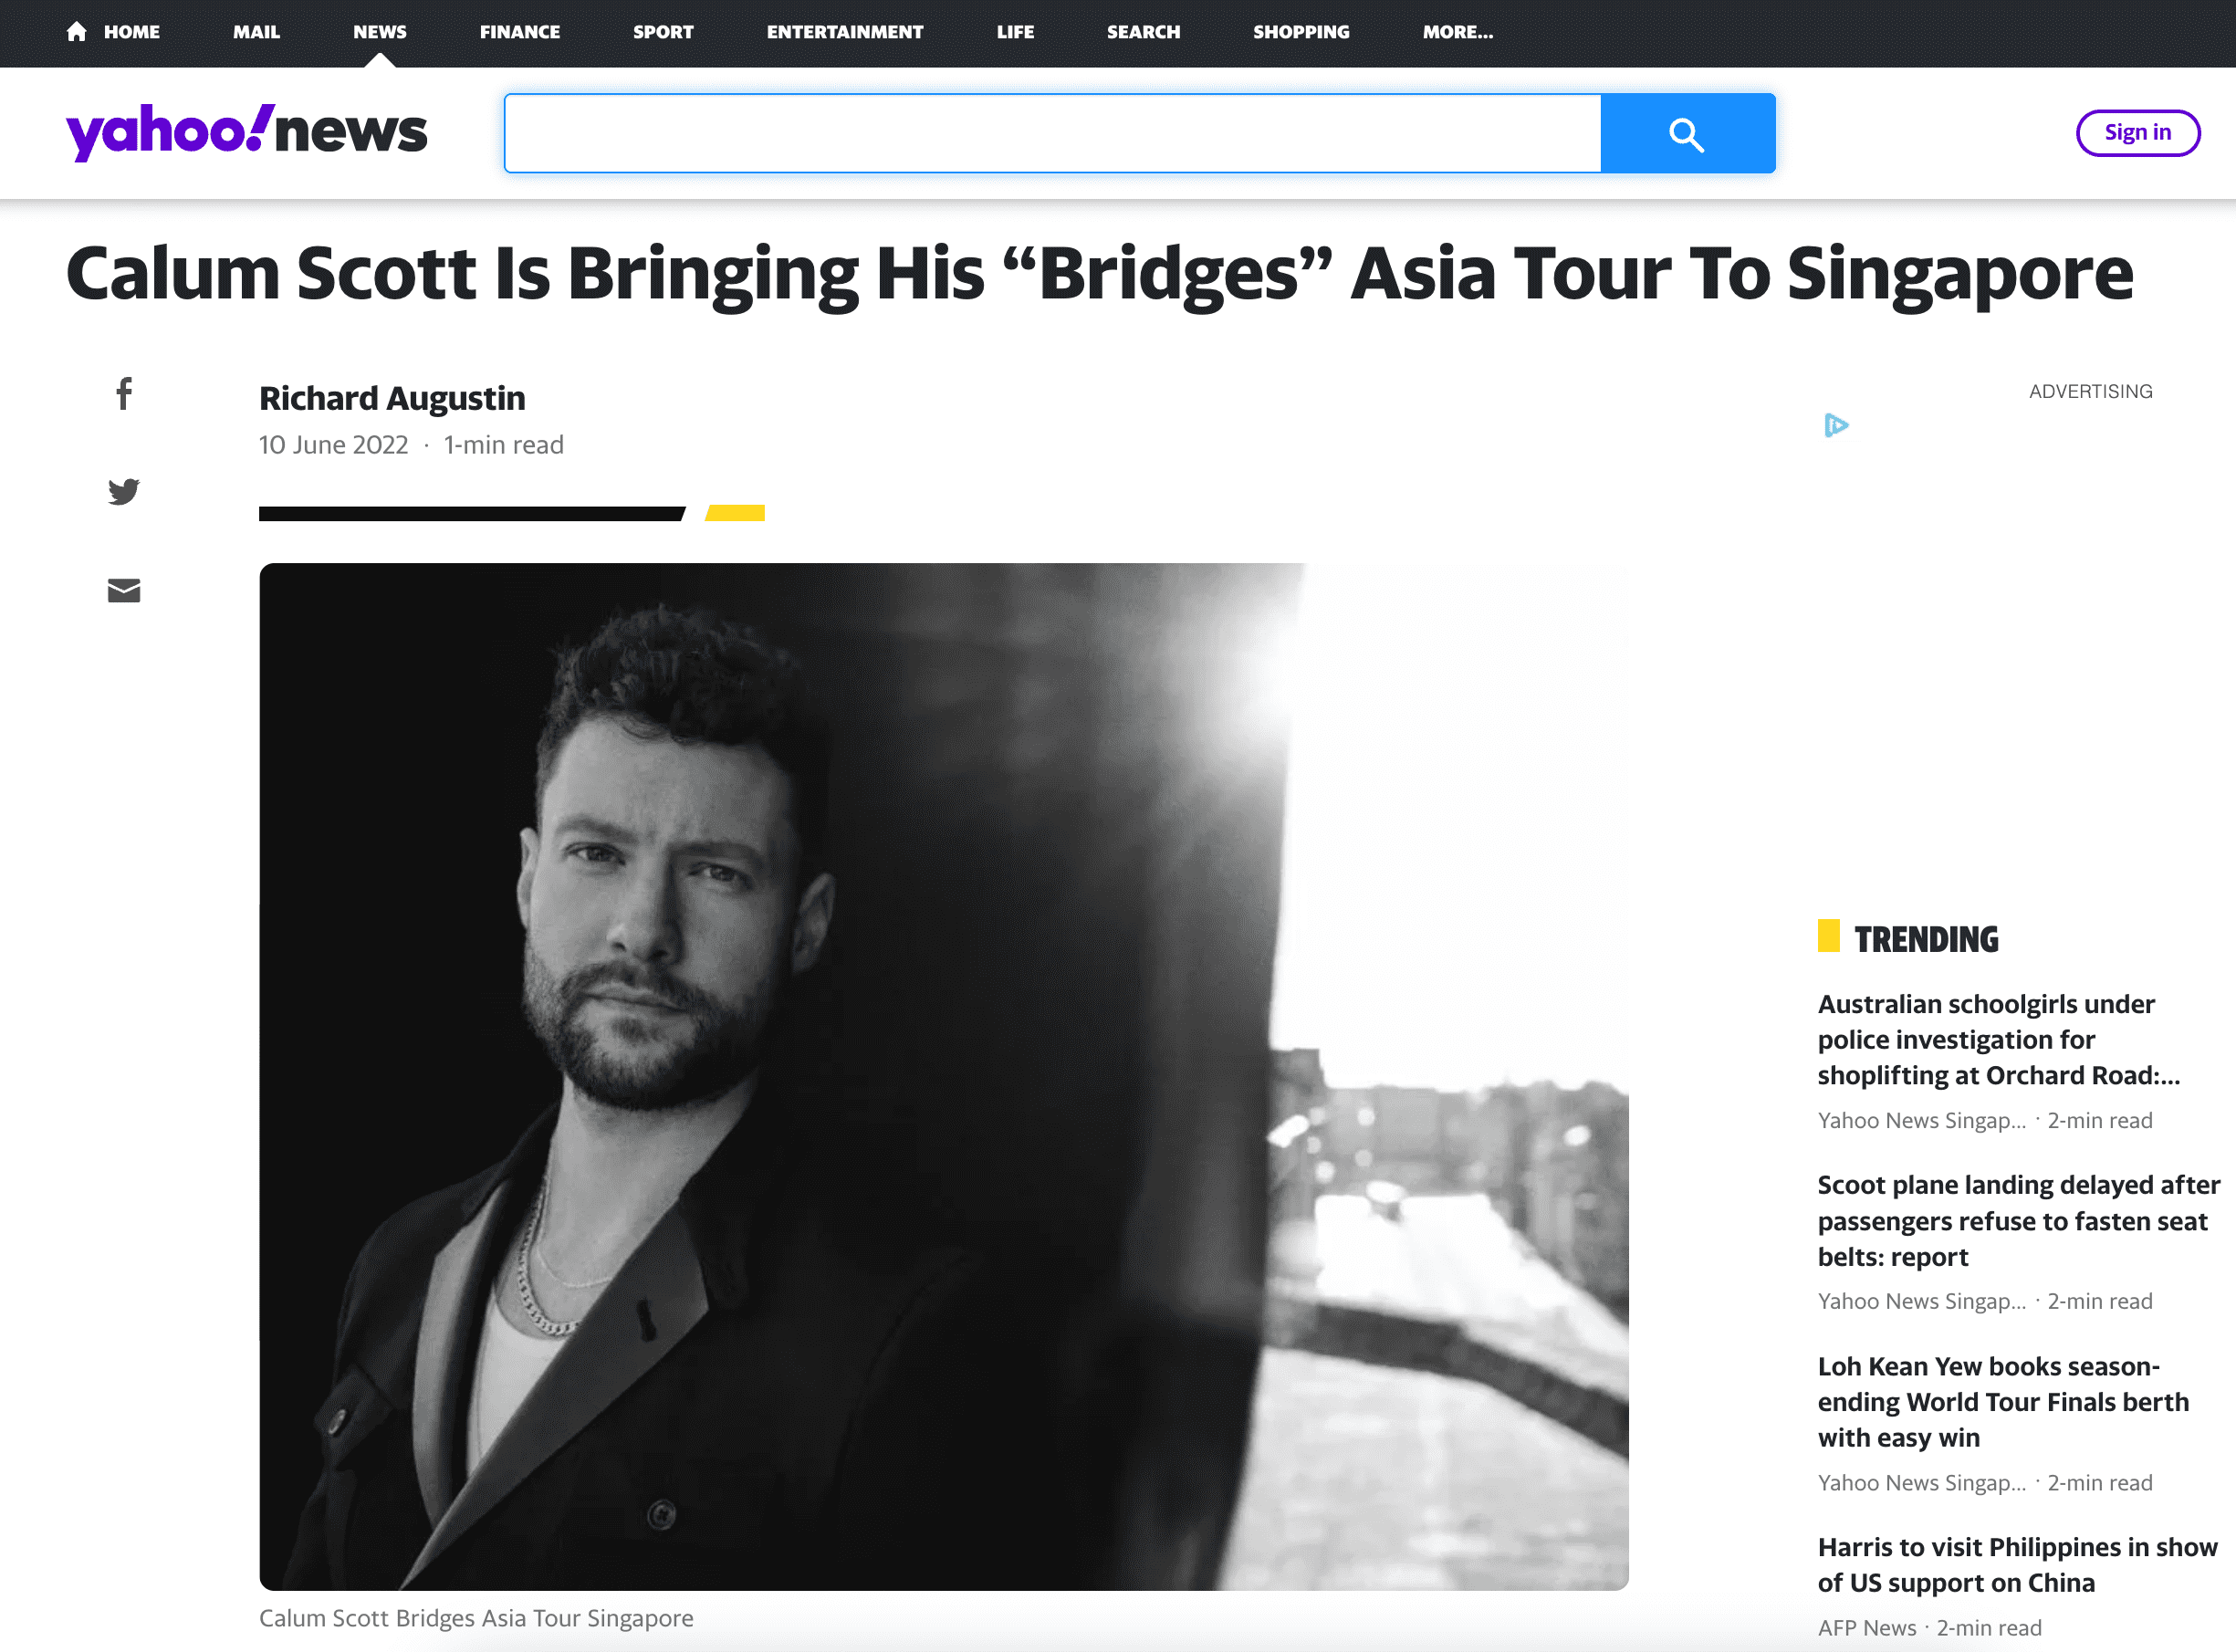 HOME MAIL NEWS FINANCE SPORT ENTERTAINMENT LIFE SEARCH SHOPPING MORE...
yahoo!news
Sign in
Calum Scott Is Bringing His “Bridges” Asia Tour To Singapore
Richard Augustin
10 June 2022 · 1-min read
ADVERTISING
Calum Scott Bridges Asia Tour Singapore
TRENDING
Australian schoolgirls under
police investigation for
shoplifting at Orchard Road:...
Yahoo News Singap... · 2-min read
Scoot plane landing delayed after
passengers refuse to fasten seat
belts: report
Yahoo News Singap... · 2-min read
Loh Kean Yew books season-
ending World Tour Finals berth
with easy win
Yahoo News Singap... · 2-min read
Harris to visit Philippines in show
of US support on China
AFP News · 2-min read